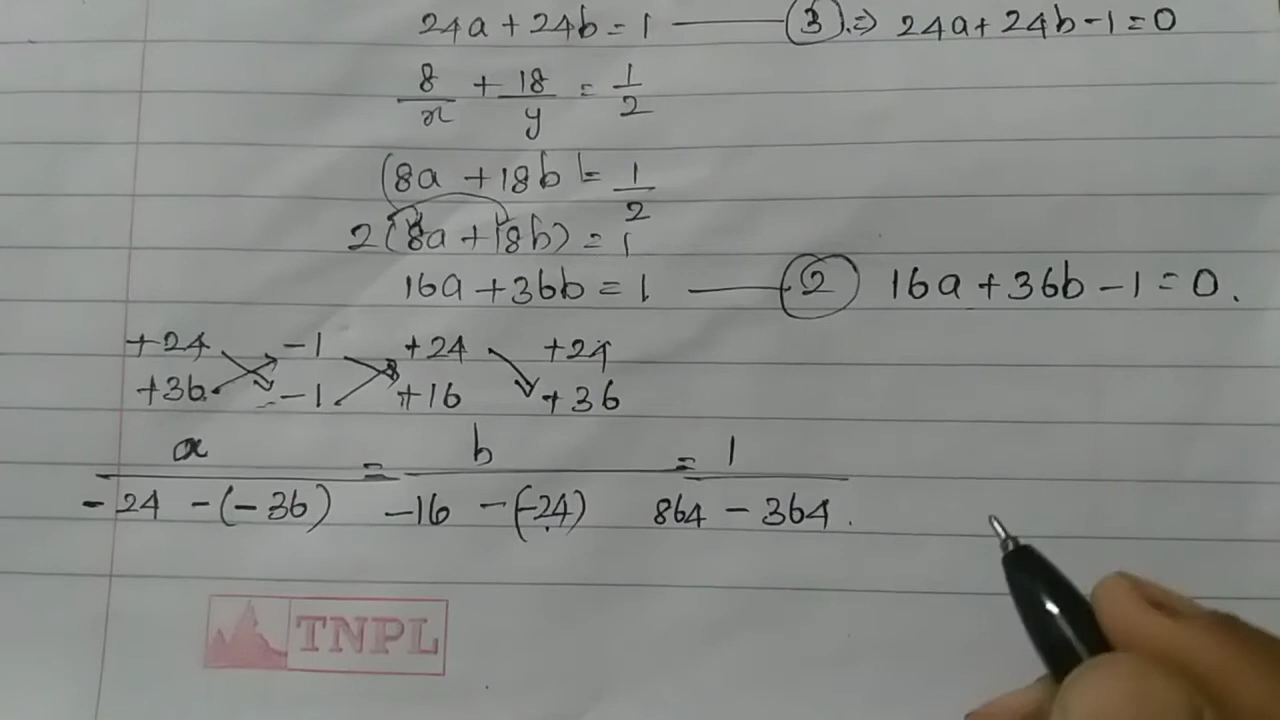 24a + 24b = 1 —— (3) ⇒ 24a + 24b - 1 = 0
8/x + 18/y = 1/2
(8a + 18b) = 1/2
2(8a + 18b) = 1
16a + 36b = 1 —— (2) 16a + 36b - 1 = 0.
+24 -1 +24 +24
+36 -1 +16 +36
a/(-24 - (-36)) = b/(-16 - (-24)) = 1/(864 - 364).
TNPL